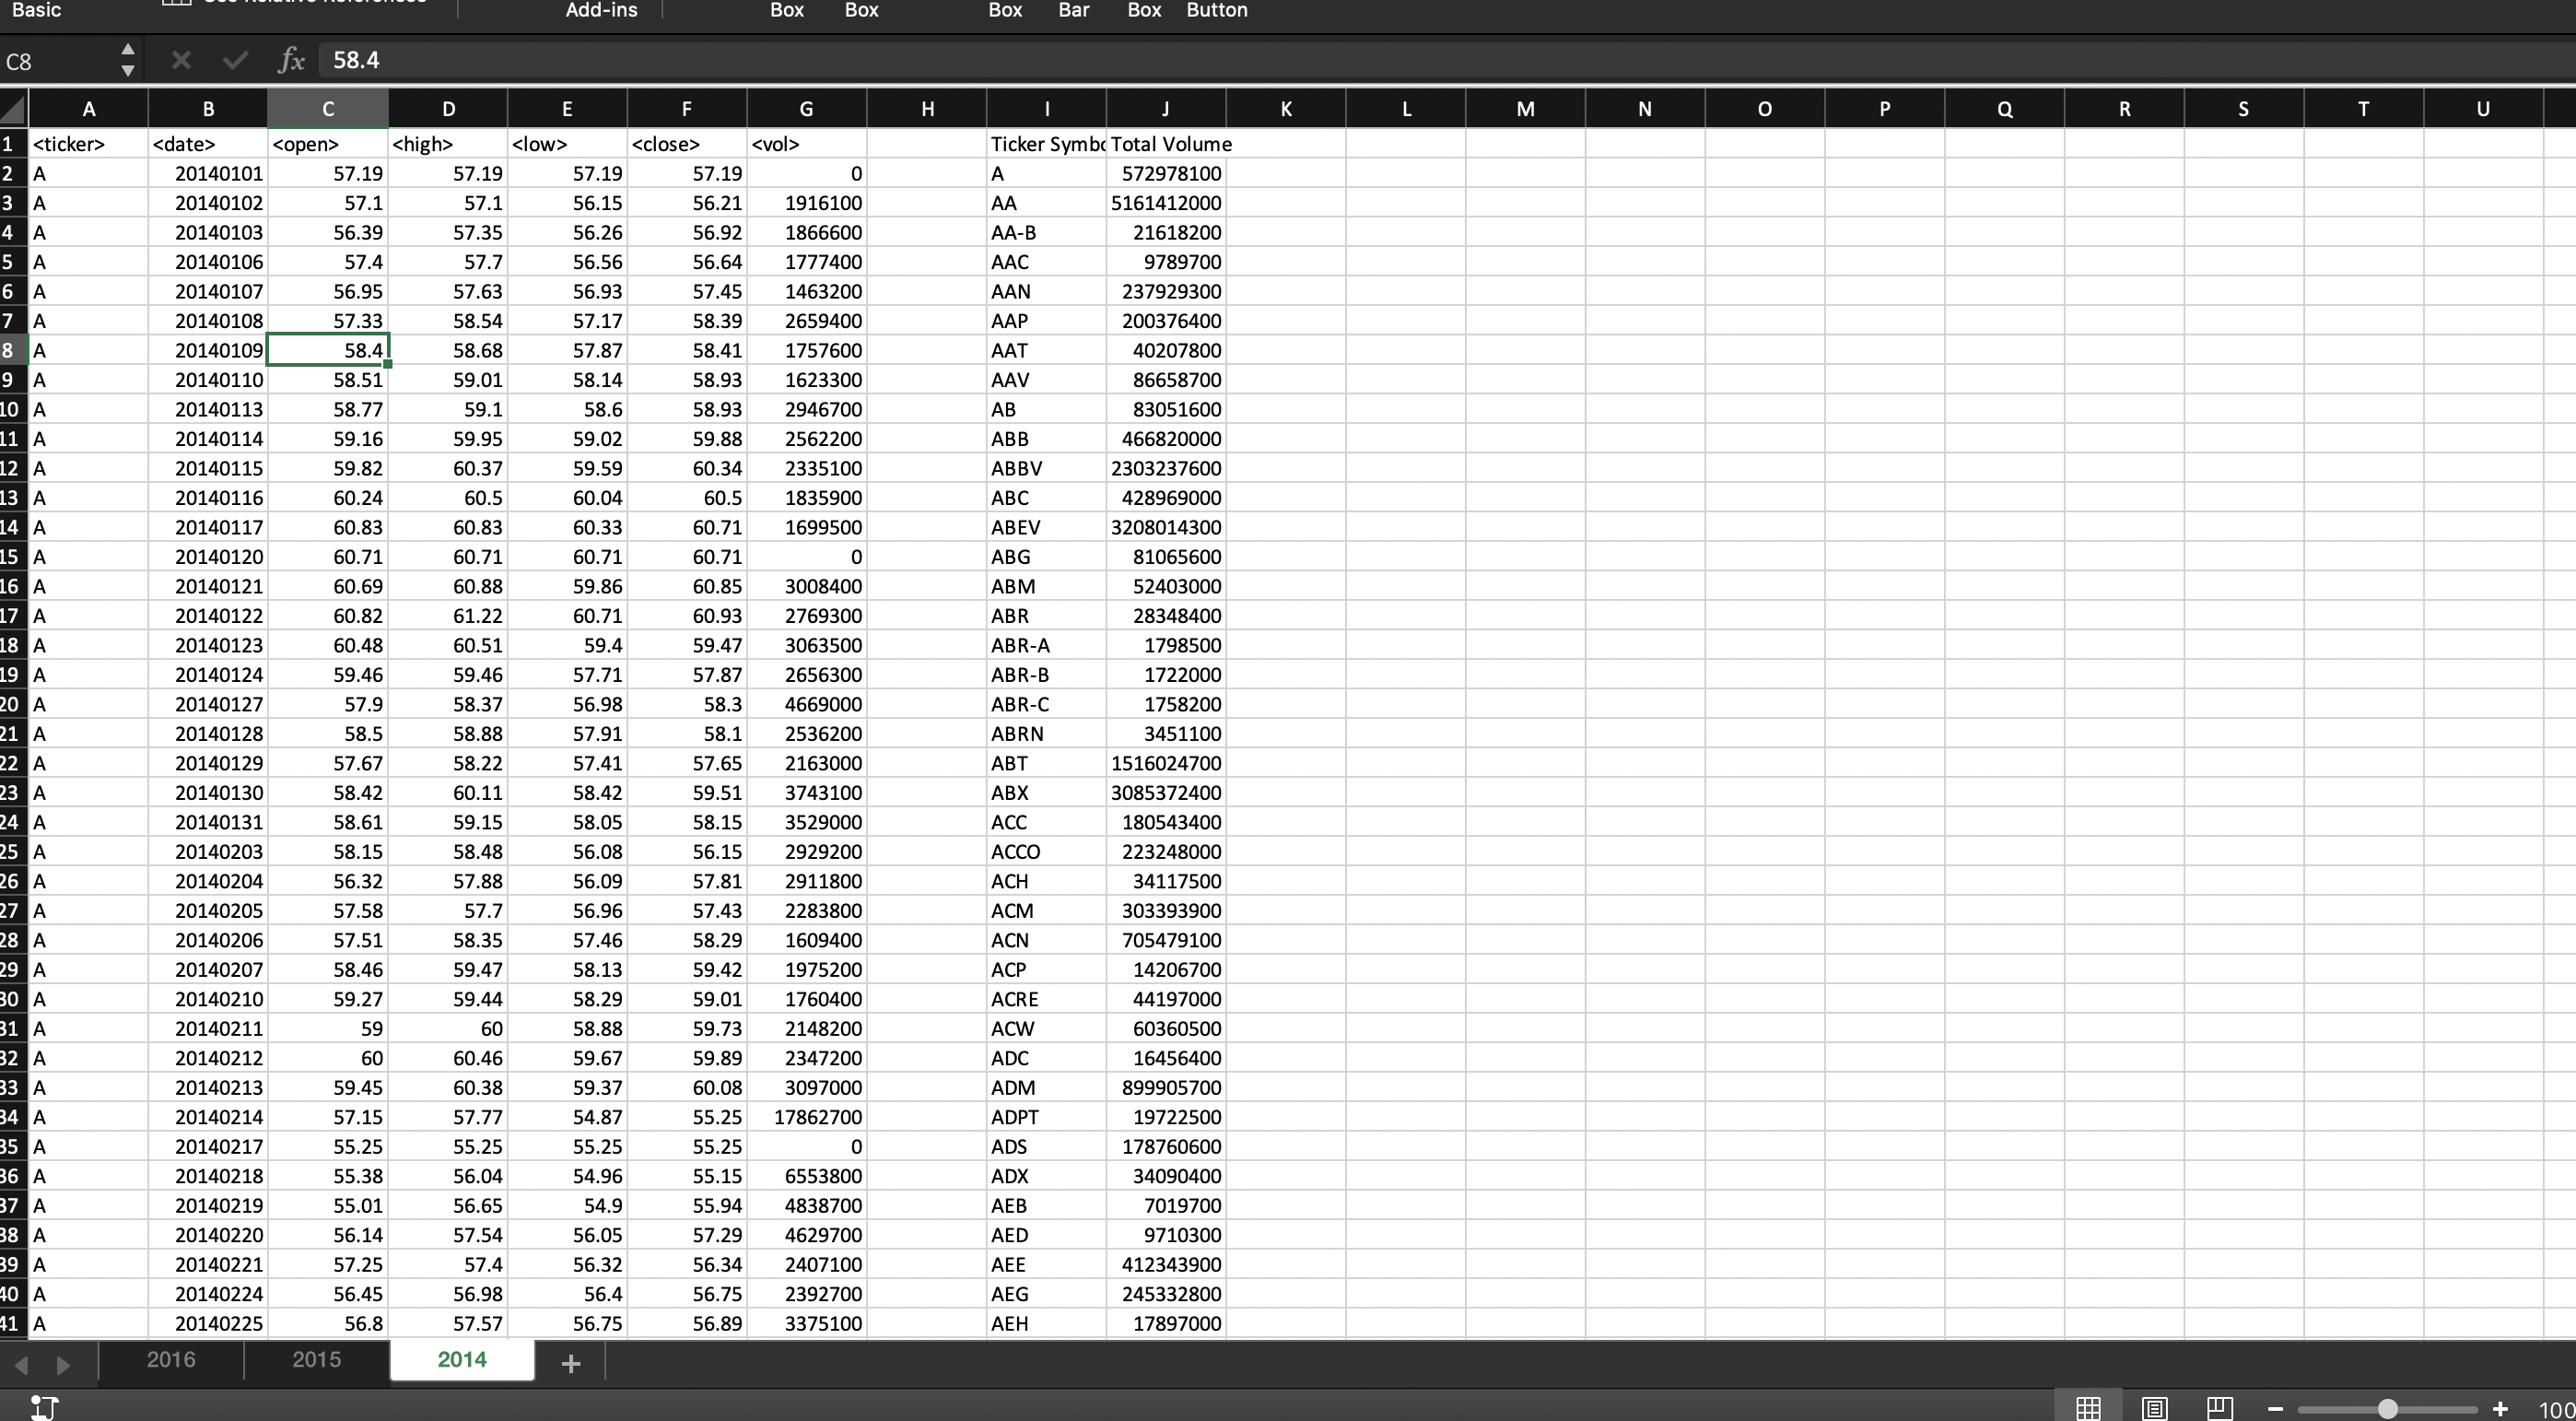 Basic Add-ins Box Box Box Bar Box Button
C8 fx 58.4
A B C D E F G H I J K L M N O P Q R S T U
1 <ticker> <date> <open> <high> <low> <close> <vol> Ticker Symbo Total Volume
2 A 20140101 57.19 57.19 57.19 57.19 0 A 572978100
3 A 20140102 57.1 57.1 56.15 56.21 1916100 AA 5161412000
4 A 20140103 56.39 57.35 56.26 56.92 1866600 AA-B 21618200
5 A 20140106 57.4 57.7 56.56 56.64 1777400 AAC 9789700
6 A 20140107 56.95 57.63 56.93 57.45 1463200 AAN 237929300
7 A 20140108 57.33 58.54 57.17 58.39 2659400 AAP 200376400
8 A 20140109 58.4 58.68 57.87 58.41 1757600 AAT 40207800
9 A 20140110 58.51 59.01 58.14 58.93 1623300 AAV 86658700
10 A 20140113 58.77 59.1 58.6 58.93 2946700 AB 83051600
11 A 20140114 59.16 59.95 59.02 59.88 2562200 ABB 466820000
12 A 20140115 59.82 60.37 59.59 60.34 2335100 ABBV 2303237600
13 A 20140116 60.24 60.5 60.04 60.5 1835900 ABC 428969000
14 A 20140117 60.83 60.83 60.33 60.71 1699500 ABEV 3208014300
15 A 20140120 60.71 60.71 60.71 60.71 0 ABG 81065600
16 A 20140121 60.69 60.88 59.86 60.85 3008400 ABM 52403000
17 A 20140122 60.82 61.22 60.71 60.93 2769300 ABR 28348400
18 A 20140123 60.48 60.51 59.4 59.47 3063500 ABR-A 1798500
19 A 20140124 59.46 59.46 57.71 57.87 2656300 ABR-B 1722000
20 A 20140127 57.9 58.37 56.98 58.3 4669000 ABR-C 1758200
21 A 20140128 58.5 58.88 57.91 58.1 2536200 ABRN 3451100
22 A 20140129 57.67 58.22 57.41 57.65 2163000 ABT 1516024700
23 A 20140130 58.42 60.11 58.42 59.51 3743100 ABX 3085372400
24 A 20140131 58.61 59.15 58.05 58.15 3529000 ACC 180543400
25 A 20140203 58.15 58.48 56.08 56.15 2929200 ACCO 223248000
26 A 20140204 56.32 57.88 56.09 57.81 2911800 ACH 34117500
27 A 20140205 57.58 57.7 56.96 57.43 2283800 ACM 303393900
28 A 20140206 57.51 58.35 57.46 58.29 1609400 ACN 705479100
29 A 20140207 58.46 59.47 58.13 59.42 1975200 ACP 14206700
30 A 20140210 59.27 59.44 58.29 59.01 1760400 ACRE 44197000
31 A 20140211 59 60 58.88 59.73 2148200 ACW 60360500
32 A 20140212 60 60.46 59.67 59.89 2347200 ADC 16456400
33 A 20140213 59.45 60.38 59.37 60.08 3097000 ADM 899905700
34 A 20140214 57.15 57.77 54.87 55.25 17862700 ADPT 19722500
35 A 20140217 55.25 55.25 55.25 55.25 0 ADS 178760600
36 A 20140218 55.38 56.04 54.96 55.15 6553800 ADX 34090400
37 A 20140219 55.01 56.65 54.9 55.94 4838700 AEB 7019700
38 A 20140220 56.14 57.54 56.05 57.29 4629700 AED 9710300
39 A 20140221 57.25 57.4 56.32 56.34 2407100 AEE 412343900
40 A 20140224 56.45 56.98 56.4 56.75 2392700 AEG 245332800
41 A 20140225 56.8 57.57 56.75 56.89 3375100 AEH 17897000
2016 2015 2014 +
100